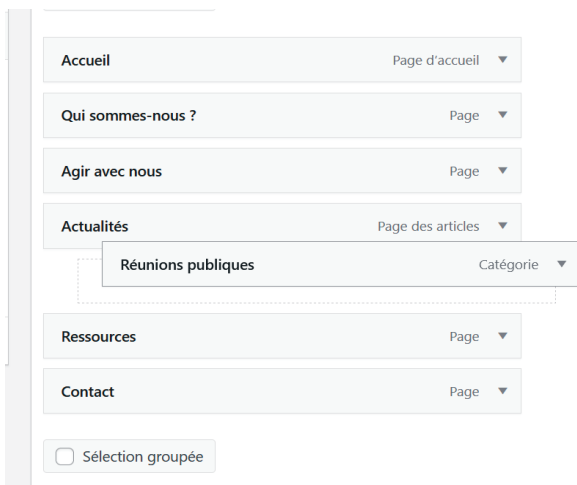 Accueil Page d'accueil
Qui sommes-nous ? Page
Agir avec nous Page
Actualités Page des articles
Réunions publiques Catégorie
Ressources Page
Contact Page
Sélection groupée